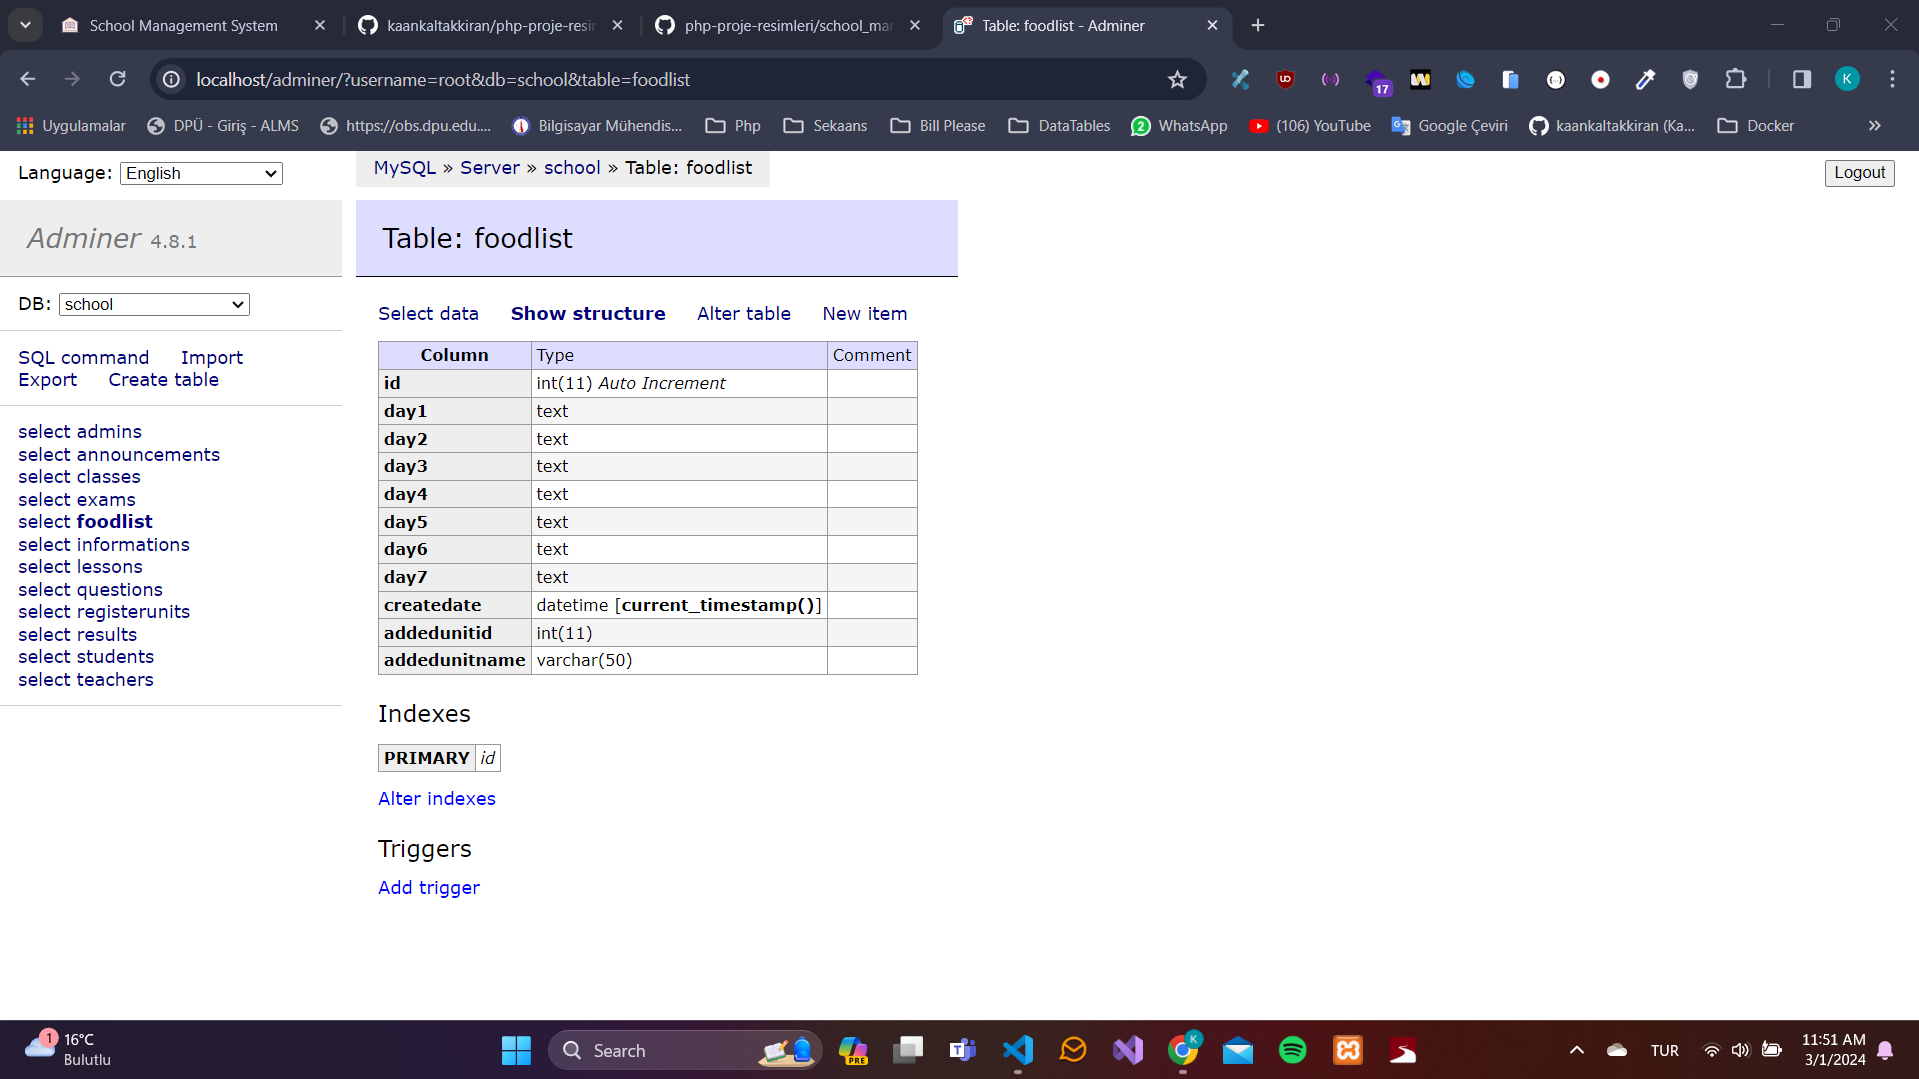 School Management System
kaankaltakkiran/php-proje-resir
php-proje-resimleri/school_mar
Table: foodlist - Adminer
localhost/adminer/?username=root&db=school&table=foodlist
17
K
Uygulamalar
DPÜ - Giriş - ALMS
https://obs.dpu.edu....
Bilgisayar Mühendis...
Php
Sekaans
Bill Please
DataTables
WhatsApp
(106) YouTube
Google Çeviri
kaankaltakkiran (Ka...
Docker
Language: English
MySQL » Server » school » Table: foodlist
Logout
Adminer 4.8.1
Table: foodlist
DB: school
Select data Show structure Alter table New item
SQL command Import
Export Create table
select admins
select announcements
select classes
select exams
select foodlist
select informations
select lessons
select questions
select registerunits
select results
select students
select teachers
Column Type Comment
id int(11) Auto Increment
day1 text
day2 text
day3 text
day4 text
day5 text
day6 text
day7 text
createdate datetime [current_timestamp()]
addedunitid int(11)
addedunitname varchar(50)
Indexes
PRIMARY id
Alter indexes
Triggers
Add trigger
1
16°C
Bulutlu
Search
PRE
K
TUR
11:51 AM
3/1/2024